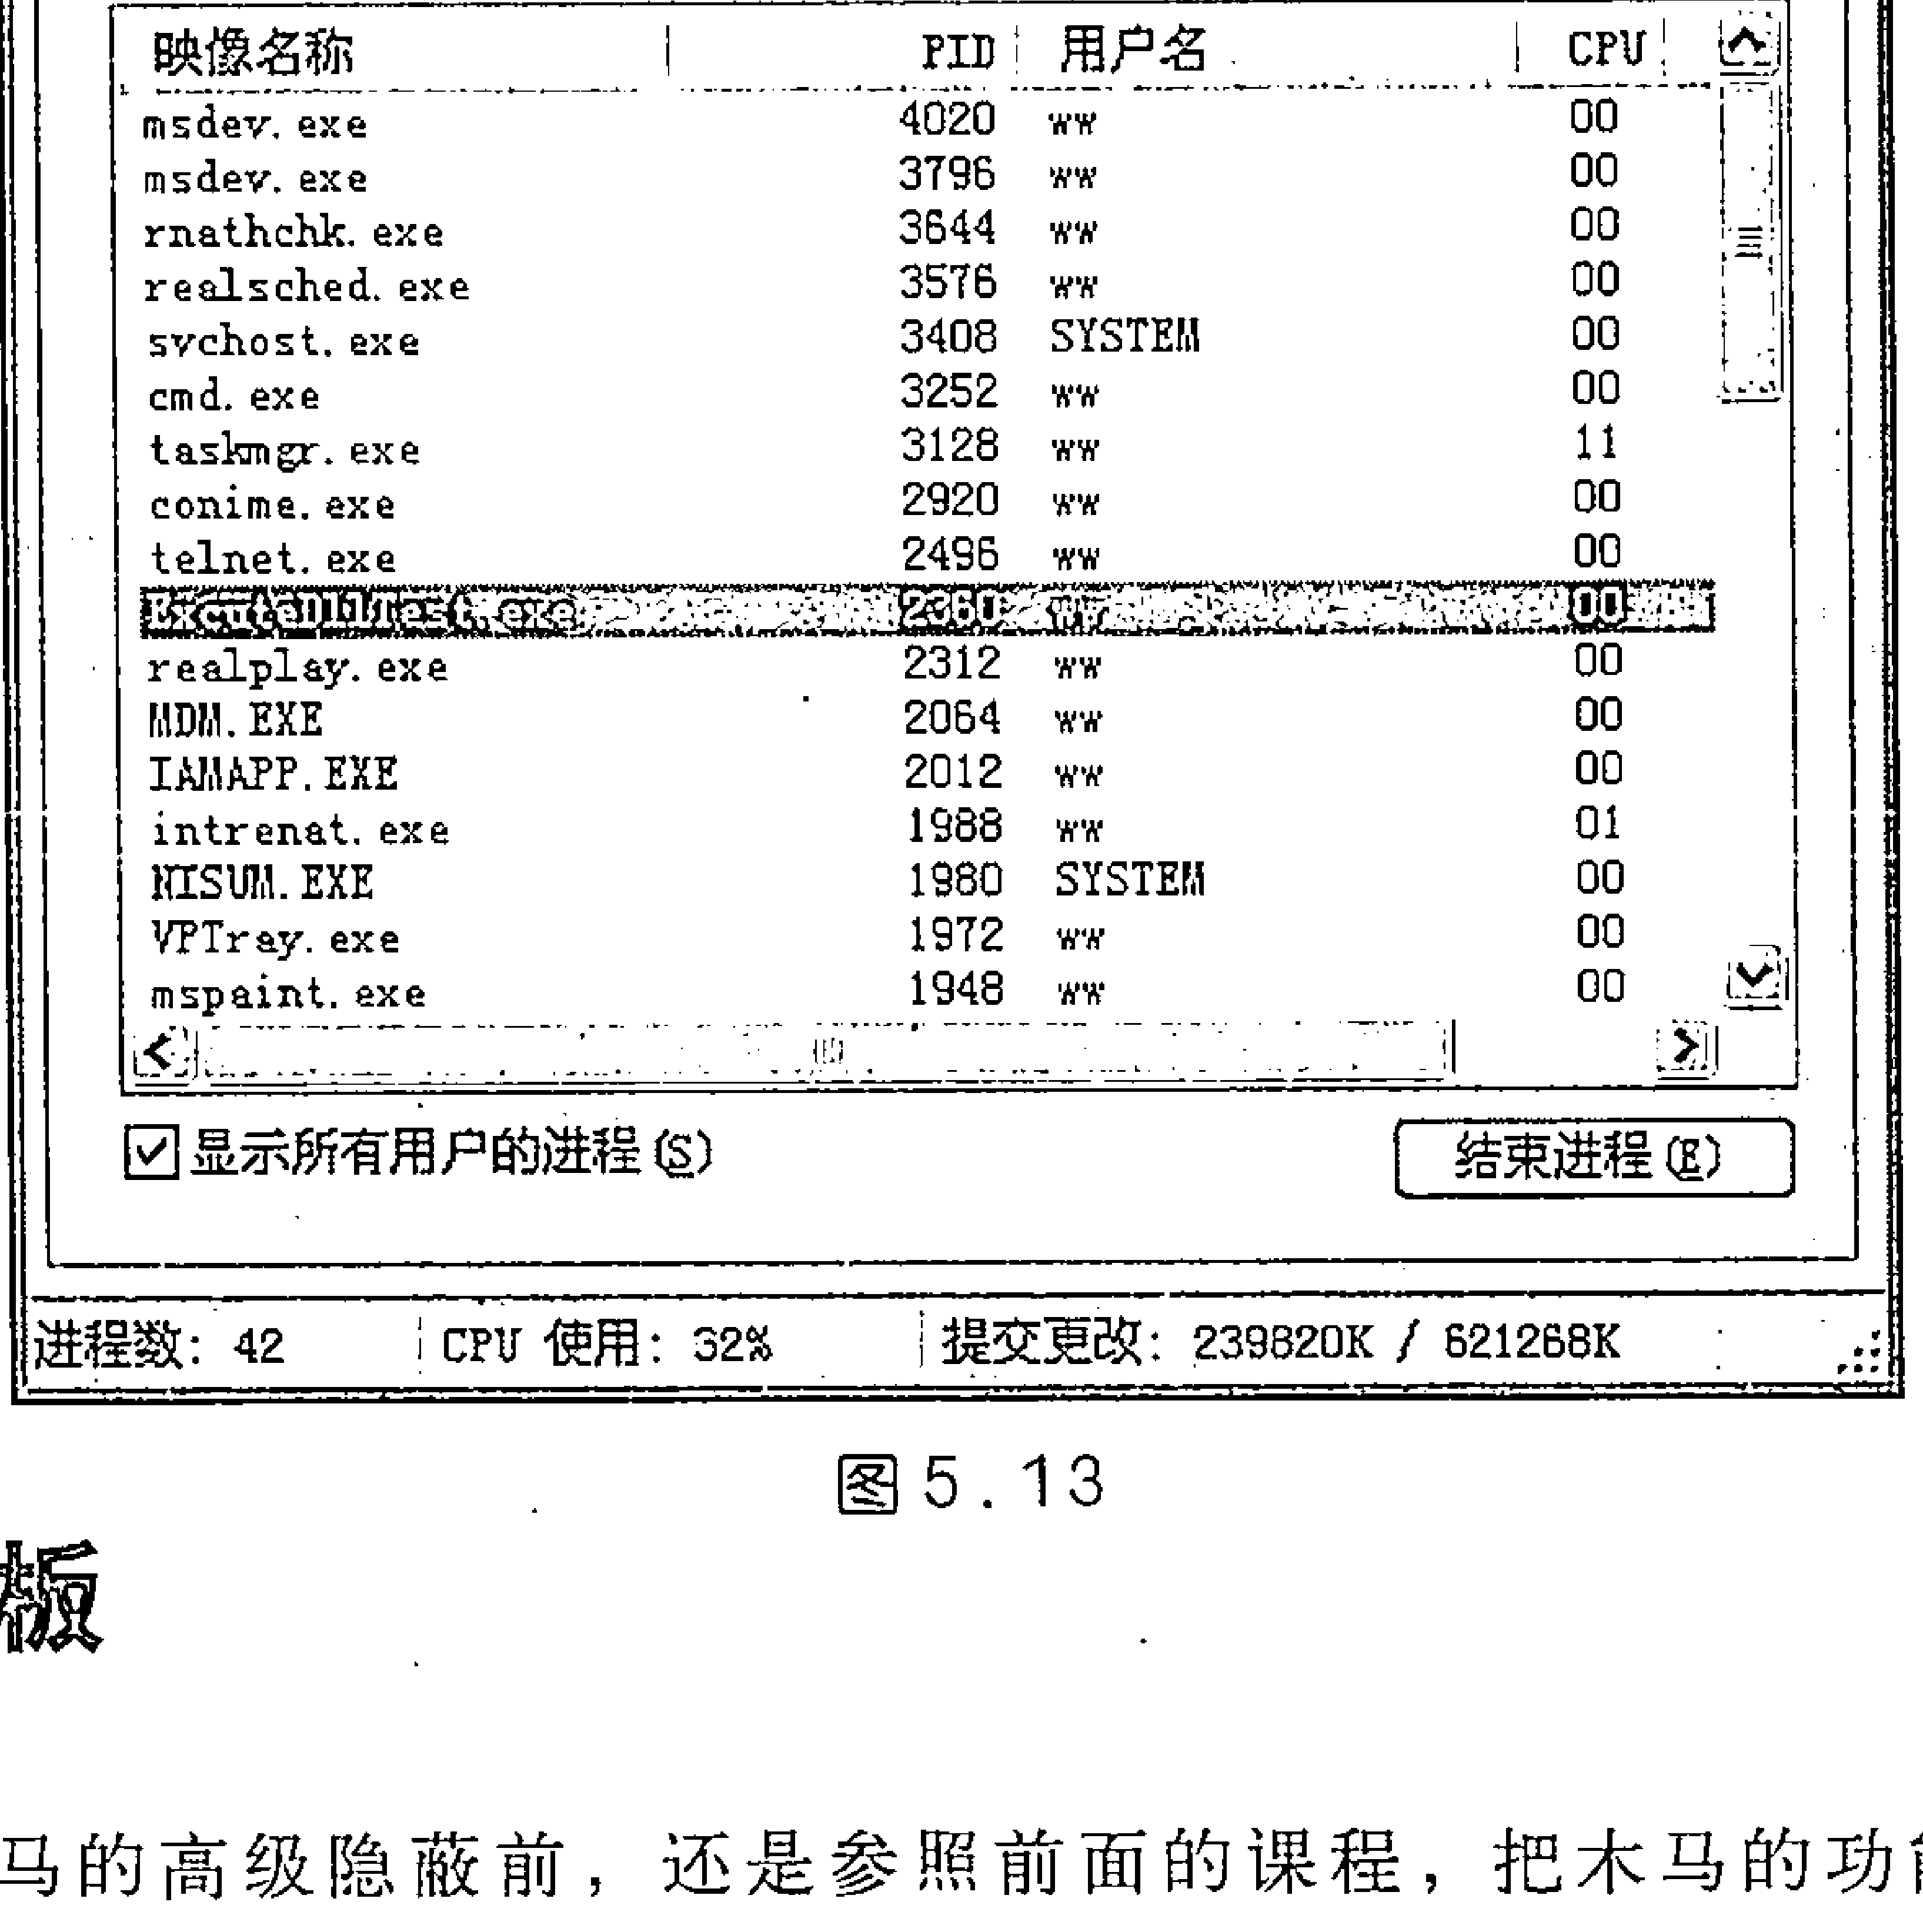 映像名称 PID 用户名 CPU
msdev.exe 4020 ww 00
msdev.exe 3796 ww 00
rnathchk.exe 3644 ww 00
realsched.exe 3576 ww 00
svchost.exe 3408 SYSTEM 00
cmd.exe 3252 ww 00
taskmgr.exe 3128 ww 11
conime.exe 2920 ww 00
telnet.exe 2496 ww 00
ExecuteDllTest.exe 2360 ww 00
realplay.exe 2312 ww 00
MDM.EXE 2064 ww 00
IAMAPP.EXE 2012 ww 00
intrenat.exe 1988 ww 01
NISUM.EXE 1980 SYSTEM 00
VPTray.exe 1972 ww 00
mspaint.exe 1948 ww 00
显示所有用户的进程(S) 结束进程(E)
进程数: 42 CPU 使用: 32% 提交更改: 239820K / 621268K
图 5.13
板
马的高级隐蔽前，还是参照前面的课程，把木马的功